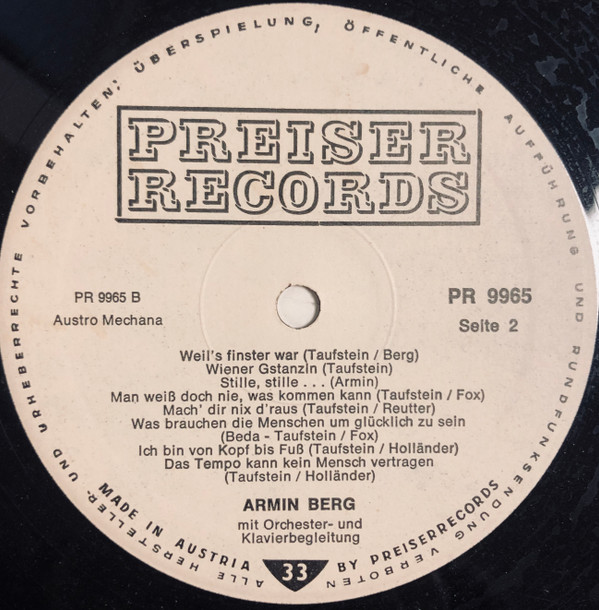 ALLE HERSTELLER- UND URHEBERRECHTE VORBEHALTEN; ÜBERSPIELUNG, ÖFFENTLICHE AUFFÜHRUNG UND RUNDFUNKSENDUNG VERBOTEN
PREISER
RECORDS
PR 9965 B
Austro Mechana
PR 9965
Seite 2
Weil's finster war (Taufstein / Berg)
Wiener Gstanzln (Taufstein)
Stille, stille . . . (Armin)
Man weiß doch nie, was kommen kann (Taufstein / Fox)
Mach' dir nix d'raus (Taufstein / Reutter)
Was brauchen die Menschen um glücklich zu sein
(Beda - Taufstein / Fox)
Ich bin von Kopf bis Fuß (Taufstein / Holländer)
Das Tempo kann kein Mensch vertragen
(Taufstein / Holländer)
ARMIN BERG
mit Orchester- und
Klavierbegleitung
MADE IN AUSTRIA
33
BY PREISERRECORDS